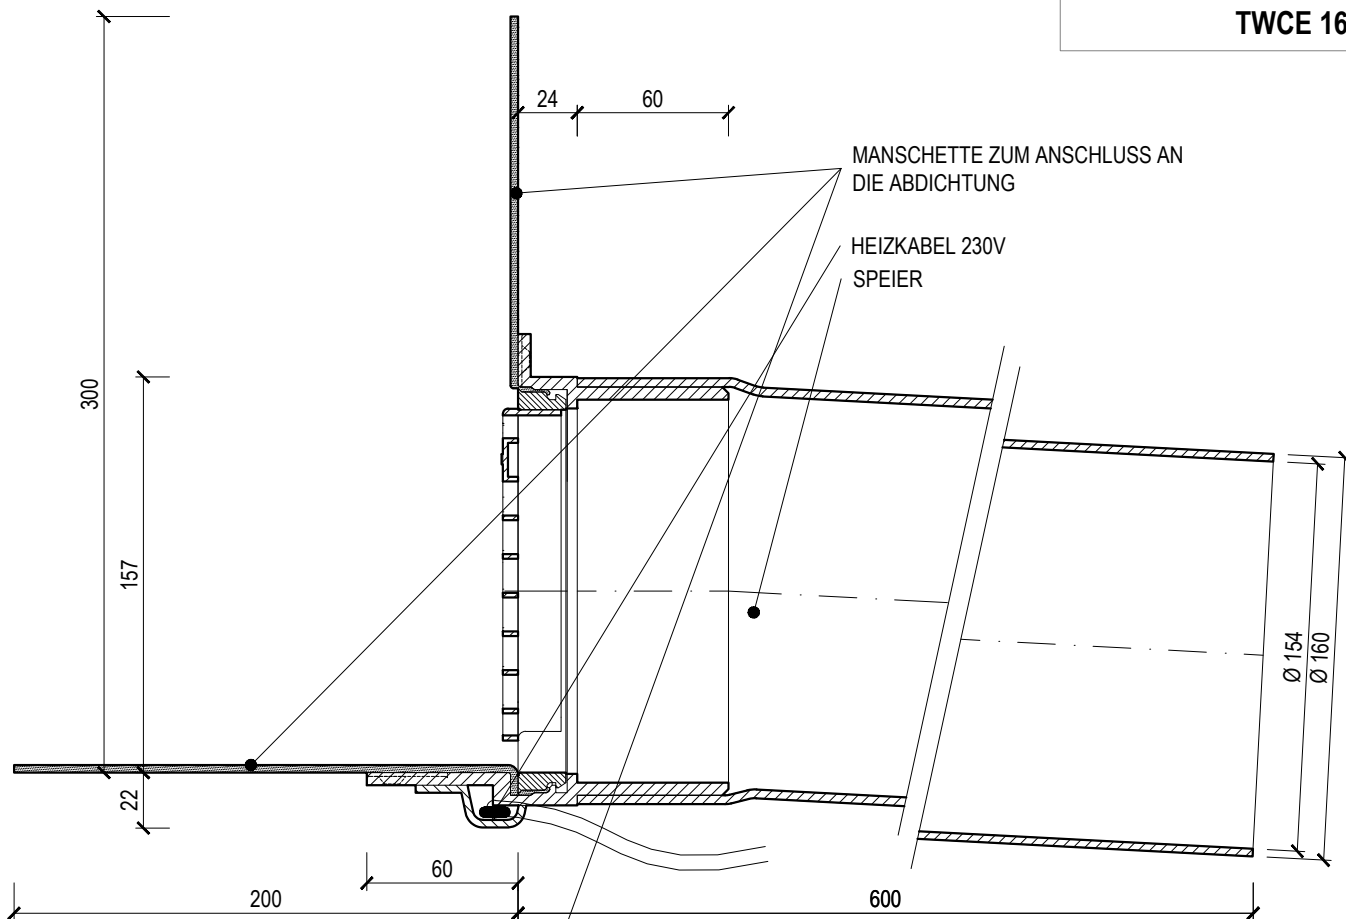 TWCE 16
24
60
MANSCHETTE ZUM ANSCHLUSS AN
DIE ABDICHTUNG
HEIZKABEL 230V
SPEIER
300
157
22
Ø 154
Ø 160
60
200
600